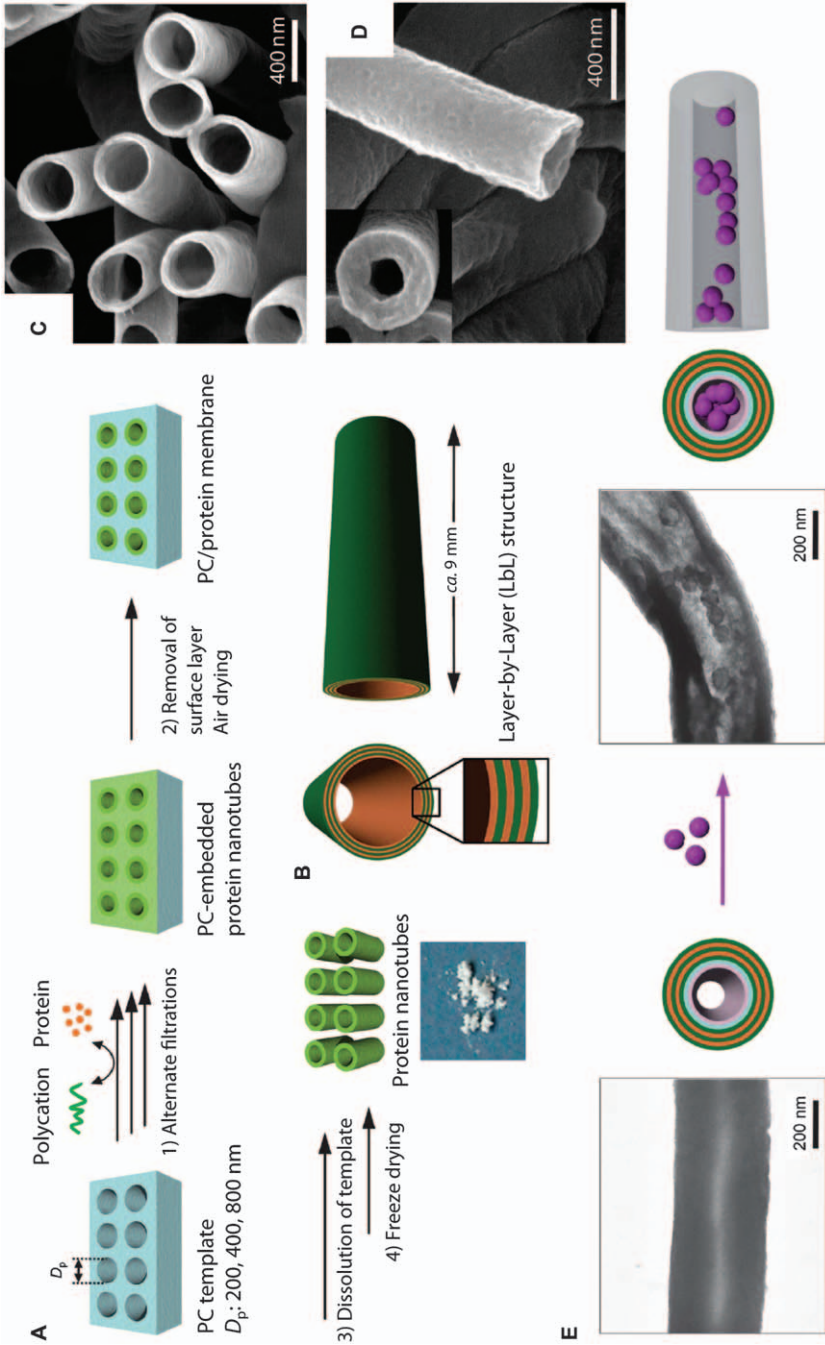 A
D_p
PC template
D_p: 200, 400, 800 nm
Polycation Protein
1) Alternate filtrations
PC-embedded
protein nanotubes
2) Removal of
surface layer
Air drying
PC/protein membrane
3) Dissolution of template
4) Freeze drying
Protein nanotubes
B
ca. 9 mm
Layer-by-Layer (LbL) structure
C
400 nm
D
400 nm
E
200 nm
200 nm